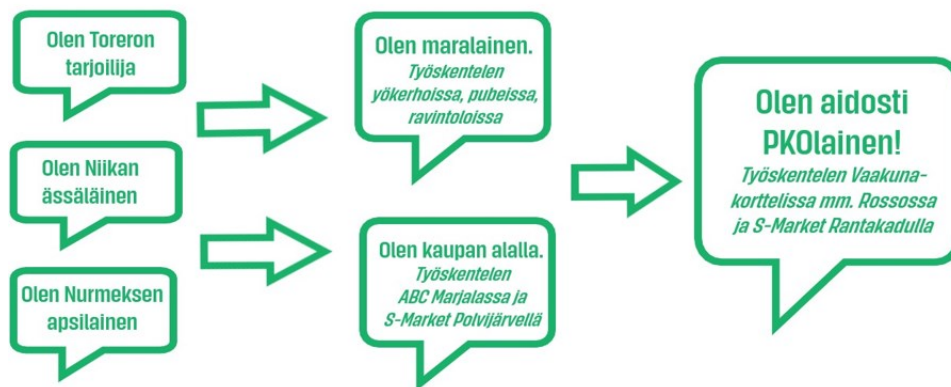 Olen Toreron
tarjoilija
Olen Niikan
ässäläinen
Olen Nurmeksen
apsilainen
Olen maralainen.
Työskentelen
yökerhoissa, pubeissa,
ravintoloissa
Olen kaupan alalla.
Työskentelen
ABC Marjalassa ja
S-Market Polvijärvellä
Olen aidosti
PKOlainen!
Työskentelen Vaakuna-
korttelissa mm. Rossossa
ja S-Market Rantakadulla